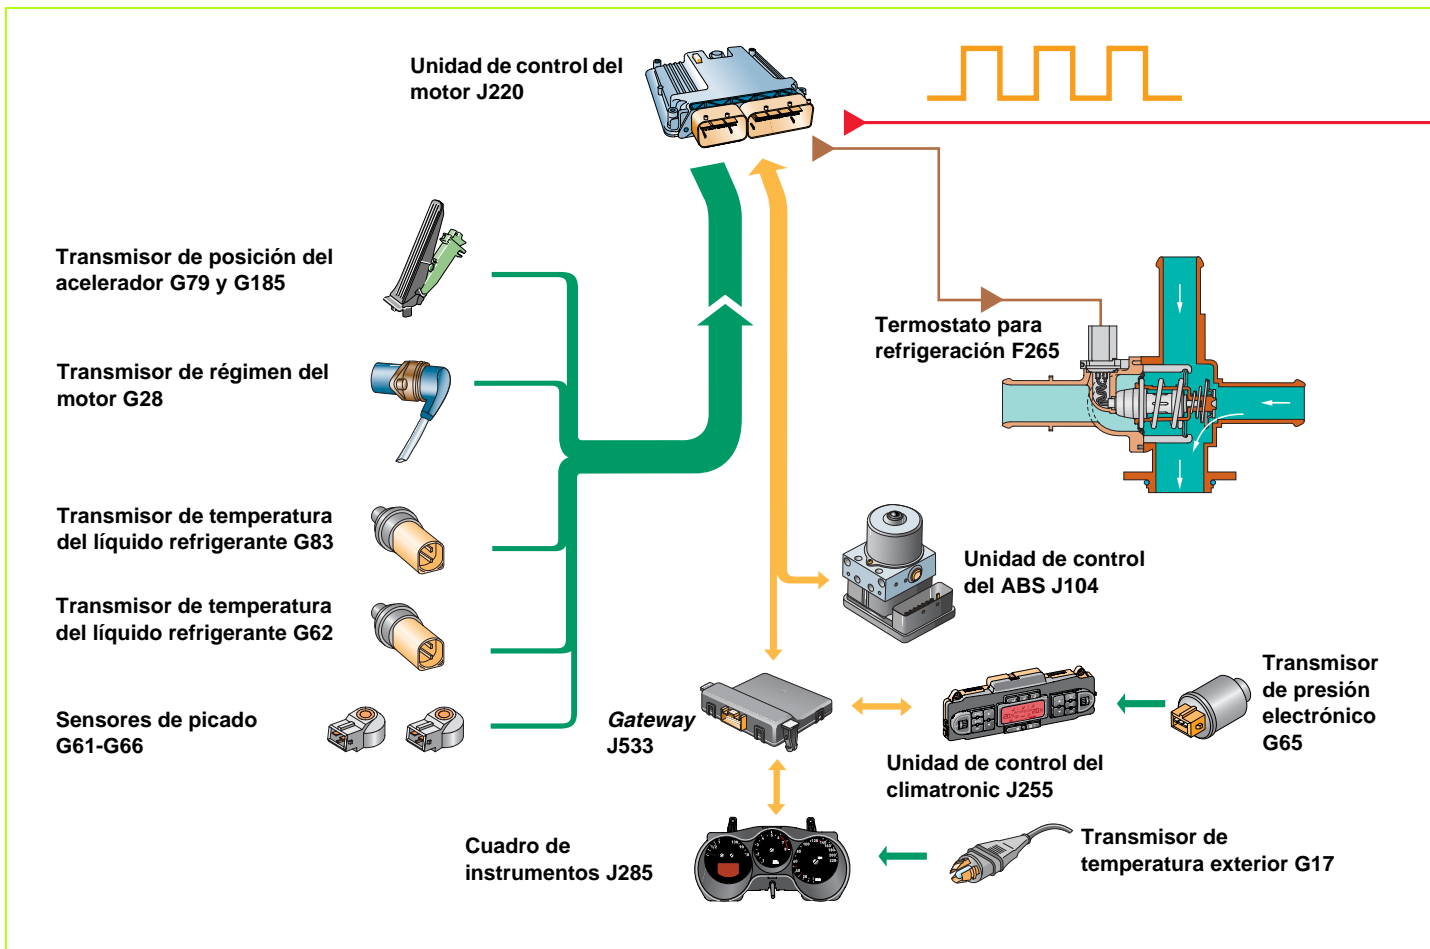 Unidad de control del
motor J220
Transmisor de posición del
acelerador G79 y G185
Termostato para
refrigeración F265
Transmisor de régimen del
motor G28
Transmisor de temperatura
del líquido refrigerante G83
Unidad de control
del ABS J104
Transmisor de temperatura
del líquido refrigerante G62
Transmisor
de presión
electrónico
G65
Sensores de picado
G61-G66
Gateway
J533
Unidad de control del
climatronic J255
Cuadro de
instrumentos J285
Transmisor de
temperatura exterior G17